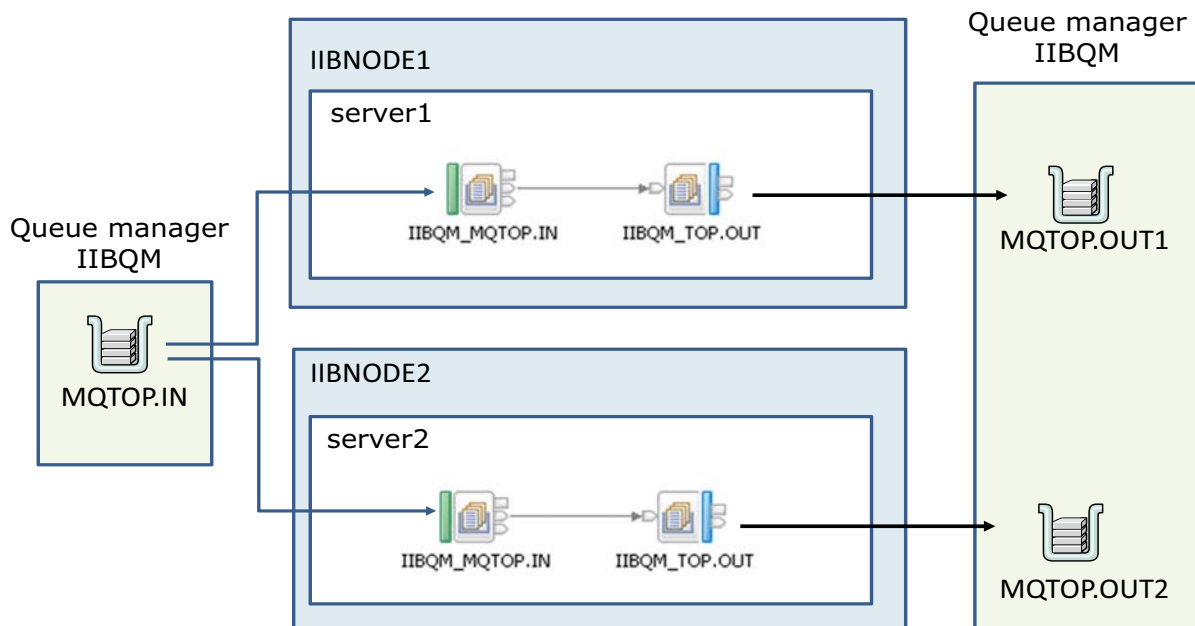 Queue manager
IIBQM
IIBNODE1
server1
IIBQM_MQTOP.IN
IIBQM_TOP.OUT
MQTOP.OUT1
Queue manager
IIBQM
MQTOP.IN
IIBNODE2
server2
IIBQM_MQTOP.IN
IIBQM_TOP.OUT
MQTOP.OUT2